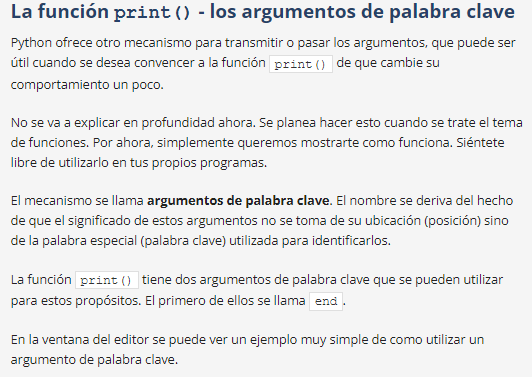 La función print() - los argumentos de palabra clave
Python ofrece otro mecanismo para transmitir o pasar los argumentos, que puede ser
útil cuando se desea convencer a la función print() de que cambie su
comportamiento un poco.
No se va a explicar en profundidad ahora. Se planea hacer esto cuando se trate el tema
de funciones. Por ahora, simplemente queremos mostrarte como funciona. Siéntete
libre de utilizarlo en tus propios programas.
El mecanismo se llama argumentos de palabra clave. El nombre se deriva del hecho
de que el significado de estos argumentos no se toma de su ubicación (posición) sino
de la palabra especial (palabra clave) utilizada para identificarlos.
La función print() tiene dos argumentos de palabra clave que se pueden utilizar
para estos propósitos. El primero de ellos se llama end.
En la ventana del editor se puede ver un ejemplo muy simple de como utilizar un
argumento de palabra clave.